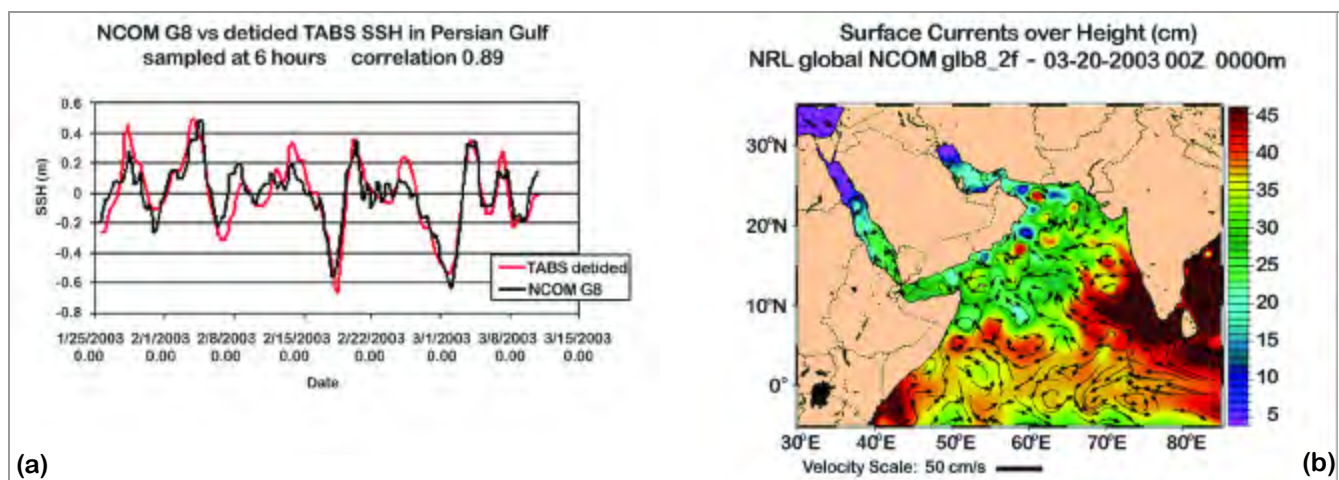 NCOM G8 vs detided TABS SSH in Persian Gulf
sampled at 6 hours correlation 0.89
0.6
0.4
0.2
0
-0.2
-0.4
-0.6
-0.8
SSH (m)
TABS detided
NCOM G8
1/25/2003 2/1/2003 2/8/2003 2/15/2003 2/22/2003 3/1/2003 3/8/2003 3/15/2003
0.00 0.00 0.00 0.00 0.00 0.00 0.00 0.00
Date
(a)
Surface Currents over Height (cm)
NRL global NCOM glb8_2f - 03-20-2003 00Z 0000m
30°N
20°N
10°N
0°
30°E 40°E 50°E 60°E 70°E 80°E
45
40
35
30
25
20
15
10
5
Velocity Scale: 50 cm/s
(b)